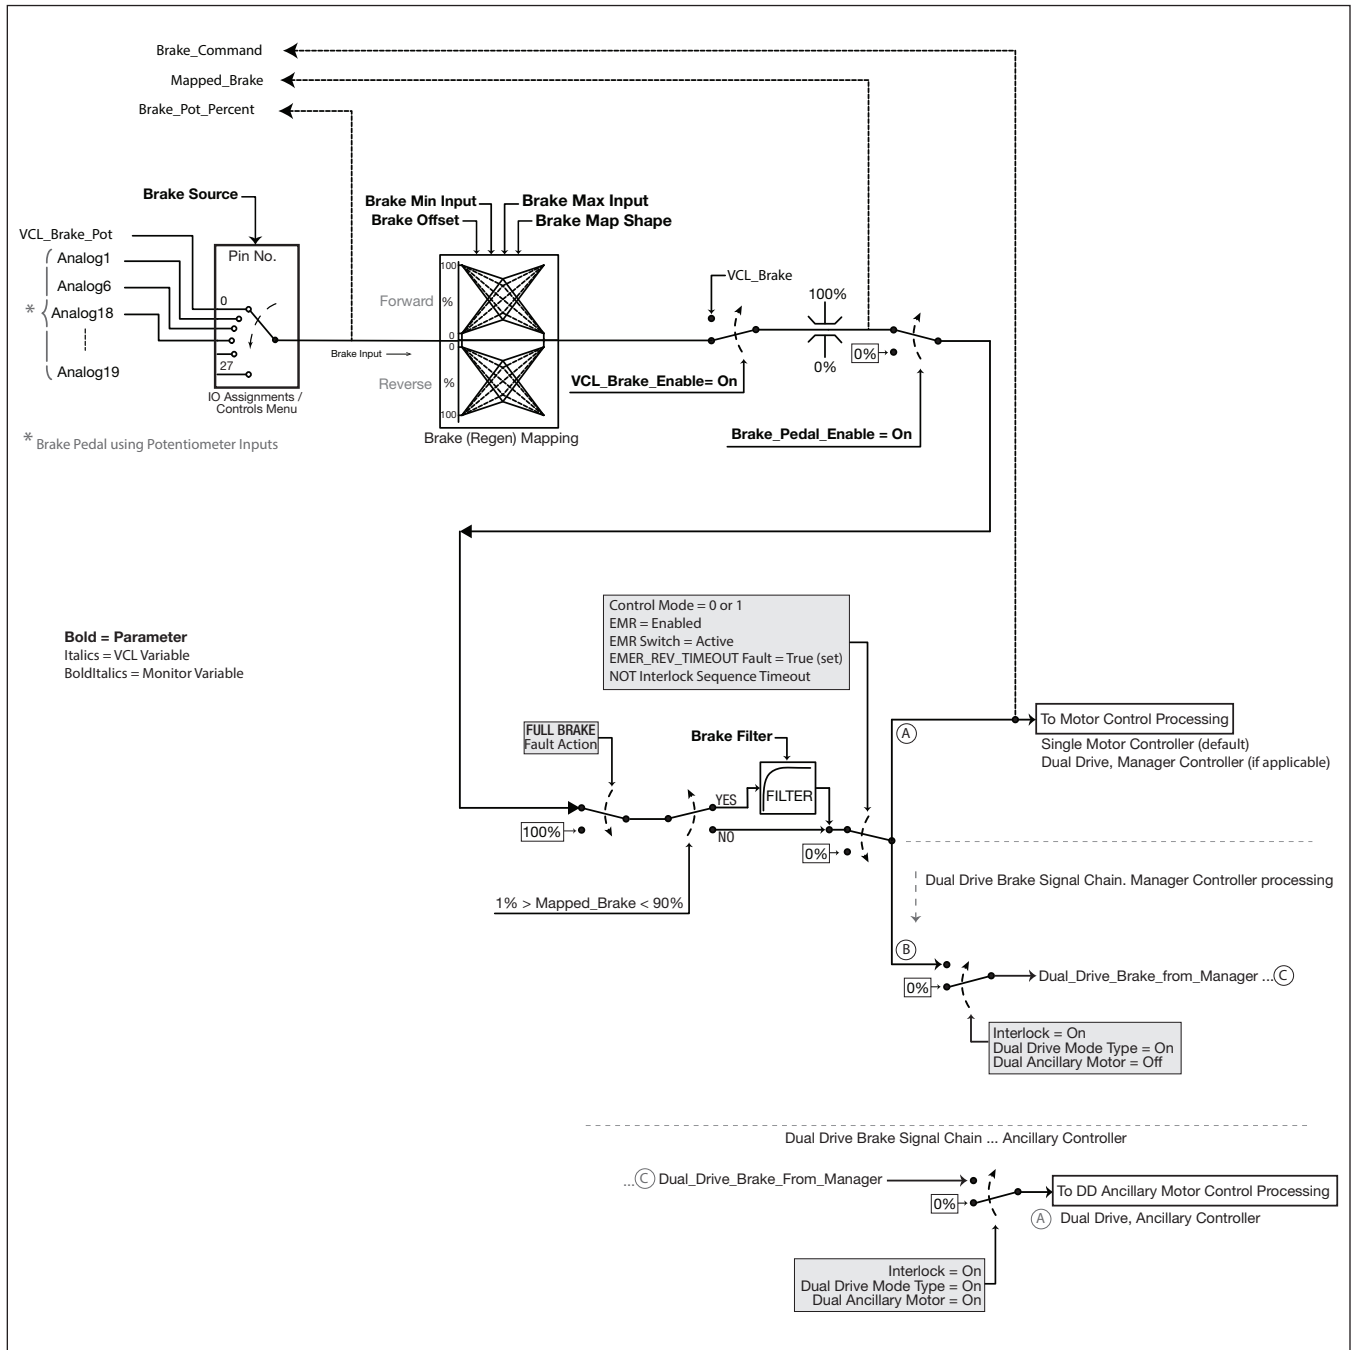 Brake_Command
Mapped_Brake
Brake_Pot_Percent
Brake Source
Brake Min Input
Brake Max Input
Brake Offset
Brake Map Shape
VCL_Brake_Pot
Analog1
Analog6
* Analog18
Analog19
Pin No.
0
27
IO Assignments /
Controls Menu
Brake Input
100
Forward %
0
0
Reverse %
100
Brake (Regen) Mapping
VCL_Brake
VCL_Brake_Enable= On
100%
0%
0%
Brake_Pedal_Enable = On
* Brake Pedal using Potentiometer Inputs
Bold = Parameter
Italics = VCL Variable
BoldItalics = Monitor Variable
Control Mode = 0 or 1
EMR = Enabled
EMR Switch = Active
EMER_REV_TIMEOUT Fault = True (set)
NOT Interlock Sequence Timeout
FULL BRAKE
Fault Action
Brake Filter
FILTER
YES
NO
100%
0%
1% > Mapped_Brake < 90%
A
To Motor Control Processing
Single Motor Controller (default)
Dual Drive, Manager Controller (if applicable)
Dual Drive Brake Signal Chain. Manager Controller processing
B
0%
Dual_Drive_Brake_from_Manager ...C
Interlock = On
Dual Drive Mode Type = On
Dual Ancillary Motor = Off
Dual Drive Brake Signal Chain ... Ancillary Controller
...C Dual_Drive_Brake_From_Manager
0%
To DD Ancillary Motor Control Processing
A Dual Drive, Ancillary Controller
Interlock = On
Dual Drive Mode Type = On
Dual Ancillary Motor = On